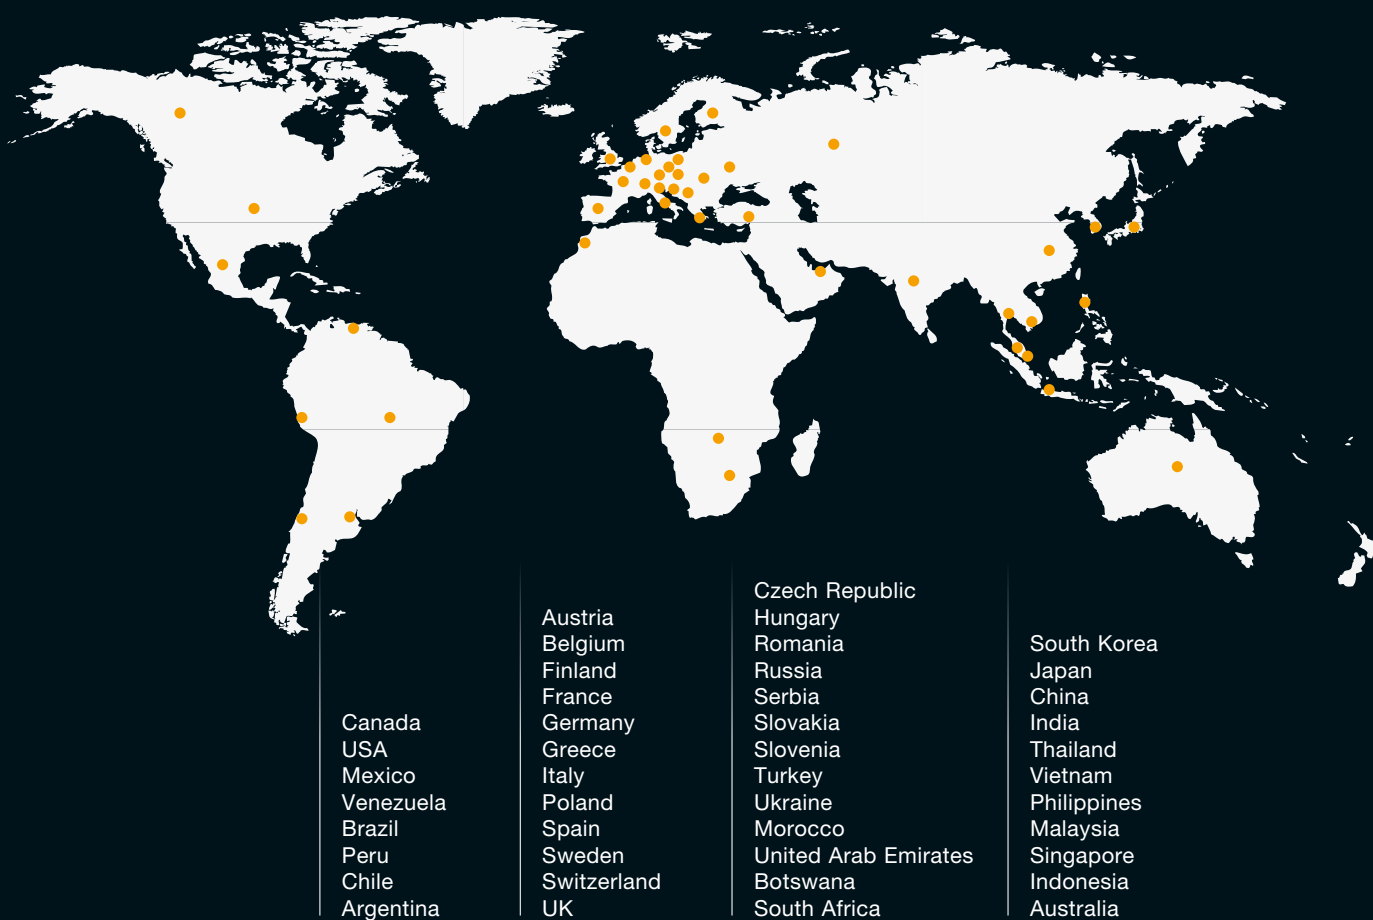 Canada
USA
Mexico
Venezuela
Brazil
Peru
Chile
Argentina
Austria
Belgium
Finland
France
Germany
Greece
Italy
Poland
Spain
Sweden
Switzerland
UK
Czech Republic
Hungary
Romania
Russia
Serbia
Slovakia
Slovenia
Turkey
Ukraine
Morocco
United Arab Emirates
Botswana
South Africa
South Korea
Japan
China
India
Thailand
Vietnam
Philippines
Malaysia
Singapore
Indonesia
Australia